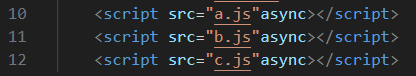 10 <script src="a.js"async></script>
11 <script src="b.js"async></script>
12 <script src="c.js"async></script>